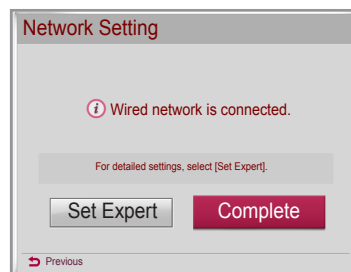 Network Setting
Wired network is connected.
For detailed settings, select [Set Expert].
Set Expert
Complete
Previous